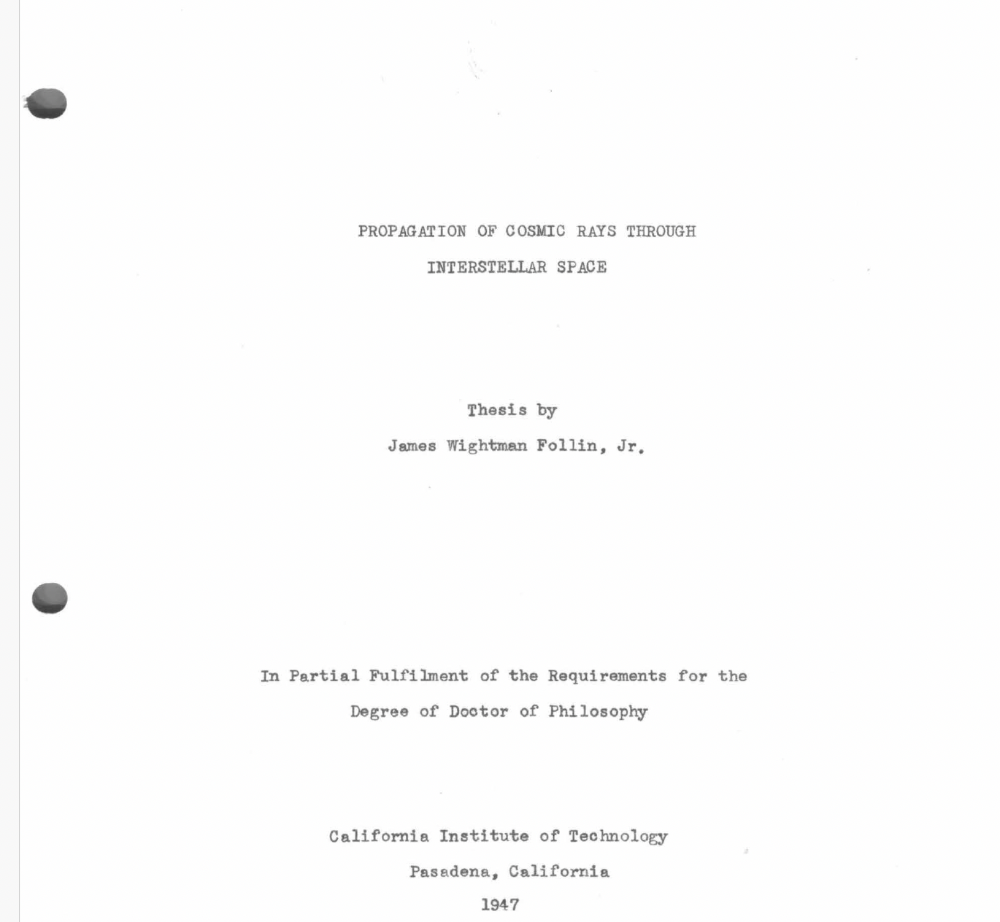 PROPAGATION OF COSMIC RAYS THROUGH
INTERSTELLAR SPACE
Thesis by
James Wightman Follin, Jr.
In Partial Fulfilment of the Requirements for the
Degree of Doctor of Philosophy
California Institute of Technology
Pasadena, California
1947